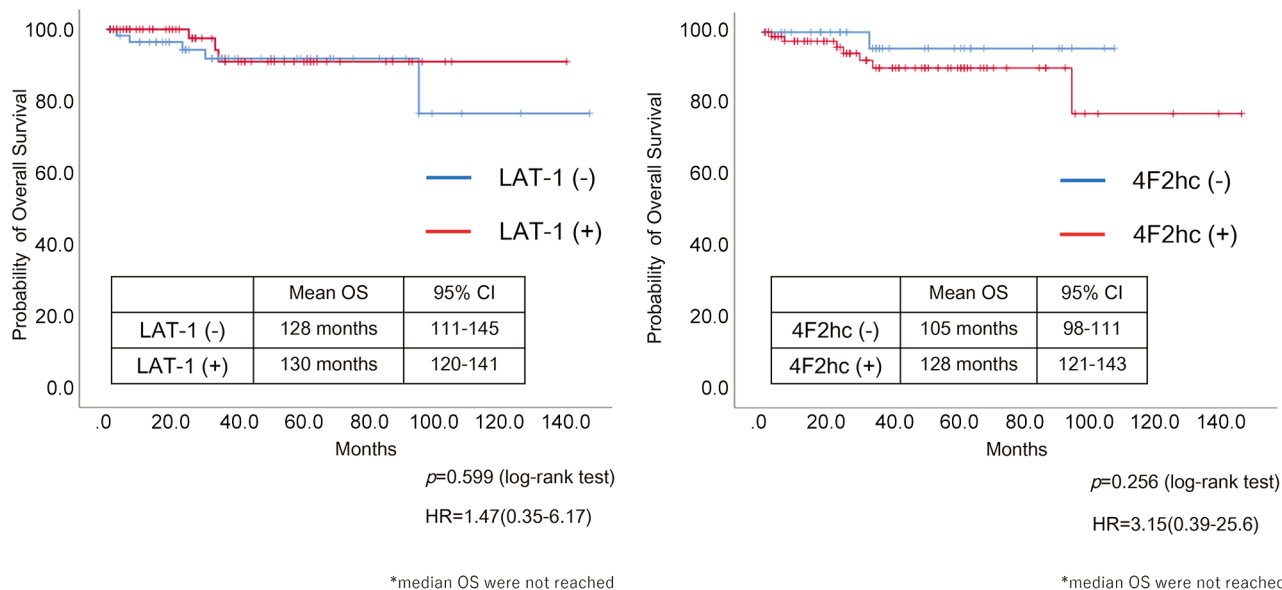 Probability of Overall Survival
100.0
80.0
60.0
40.0
20.0
0.0
LAT-1 (-)
LAT-1 (+)
Mean OS 95% CI
LAT-1 (-) 128 months 111-145
LAT-1 (+) 130 months 120-141
.0 20.0 40.0 60.0 80.0 100.0 120.0 140.0
Months
p=0.599 (log-rank test)
HR=1.47(0.35-6.17)
*median OS were not reached
Probability of Overall Survival
100.0
80.0
60.0
40.0
20.0
0.0
4F2hc (-)
4F2hc (+)
Mean OS 95% CI
4F2hc (-) 105 months 98-111
4F2hc (+) 128 months 121-143
.0 20.0 40.0 60.0 80.0 100.0 120.0 140.0
Months
p=0.256 (log-rank test)
HR=3.15(0.39-25.6)
*median OS were not reached